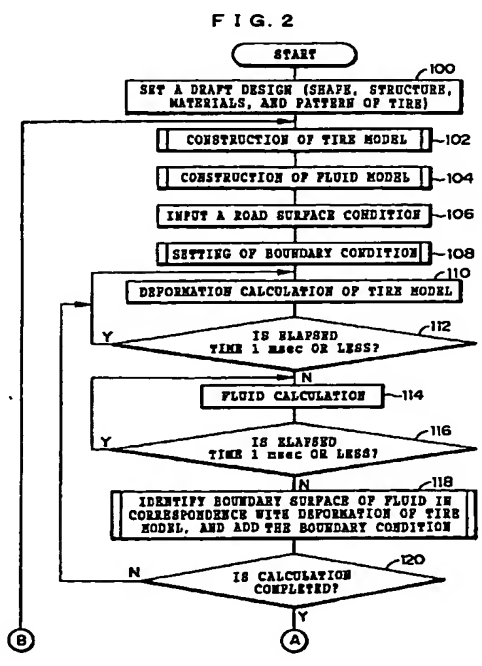 FIG. 2
START
100
SET A DRAFT DESIGN (SHAPE, STRUCTURE,
MATERIALS, AND PATTERN OF TIRE)
CONSTRUCTION OF TIRE MODEL
102
CONSTRUCTION OF FLUID MODEL
104
INPUT A ROAD SURFACE CONDITION
106
SETTING OF BOUNDARY CONDITION
108
110
DEFORMATION CALCULATION OF TIRE MODEL
112
IS ELAPSED
TIME 1 msec OR LESS?
Y
N
FLUID CALCULATION
114
116
IS ELAPSED
TIME 1 msec OR LESS?
Y
N
118
IDENTIFY BOUNDARY SURFACE OF FLUID IN
CORRESPONDENCE WITH DEFORMATION OF TIRE
MODEL, AND ADD THE BOUNDARY CONDITION
120
N
IS CALCULATION
COMPLETED?
Y
B
A